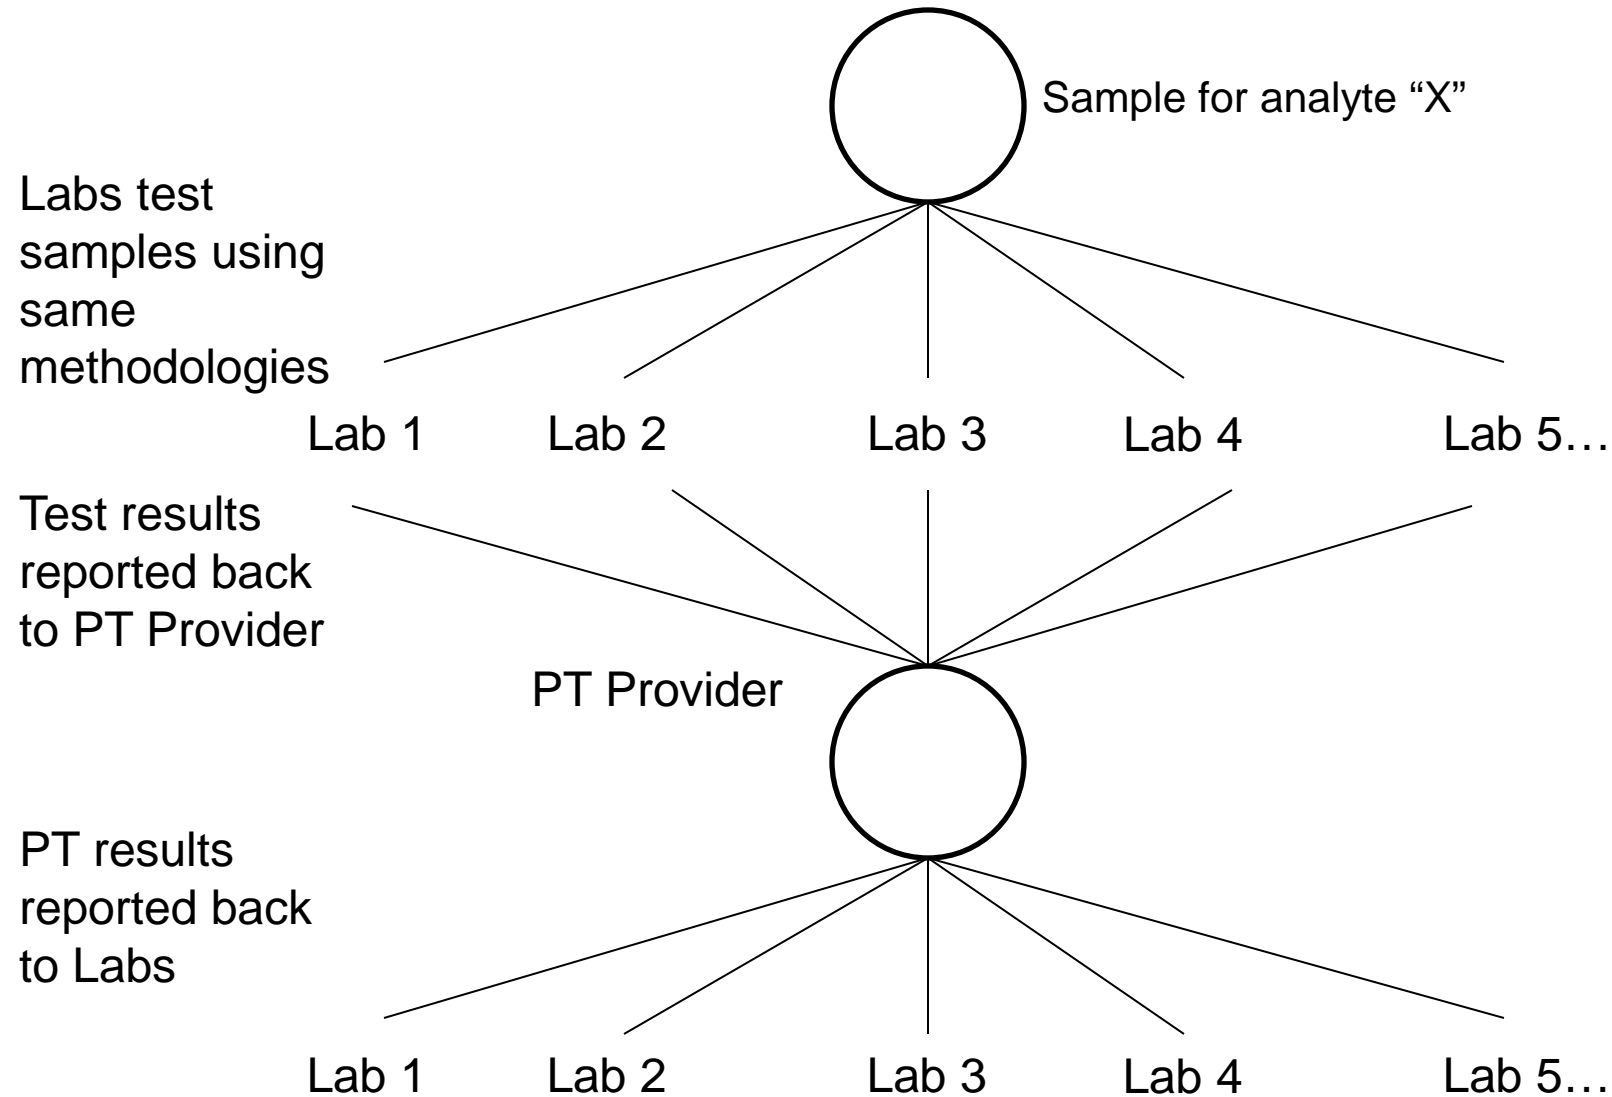 Sample for analyte “X”
Labs test
samples using
same
methodologies
Lab 1 Lab 2 Lab 3 Lab 4 Lab 5…
Test results
reported back
to PT Provider
PT Provider
PT results
reported back
to Labs
Lab 1 Lab 2 Lab 3 Lab 4 Lab 5…